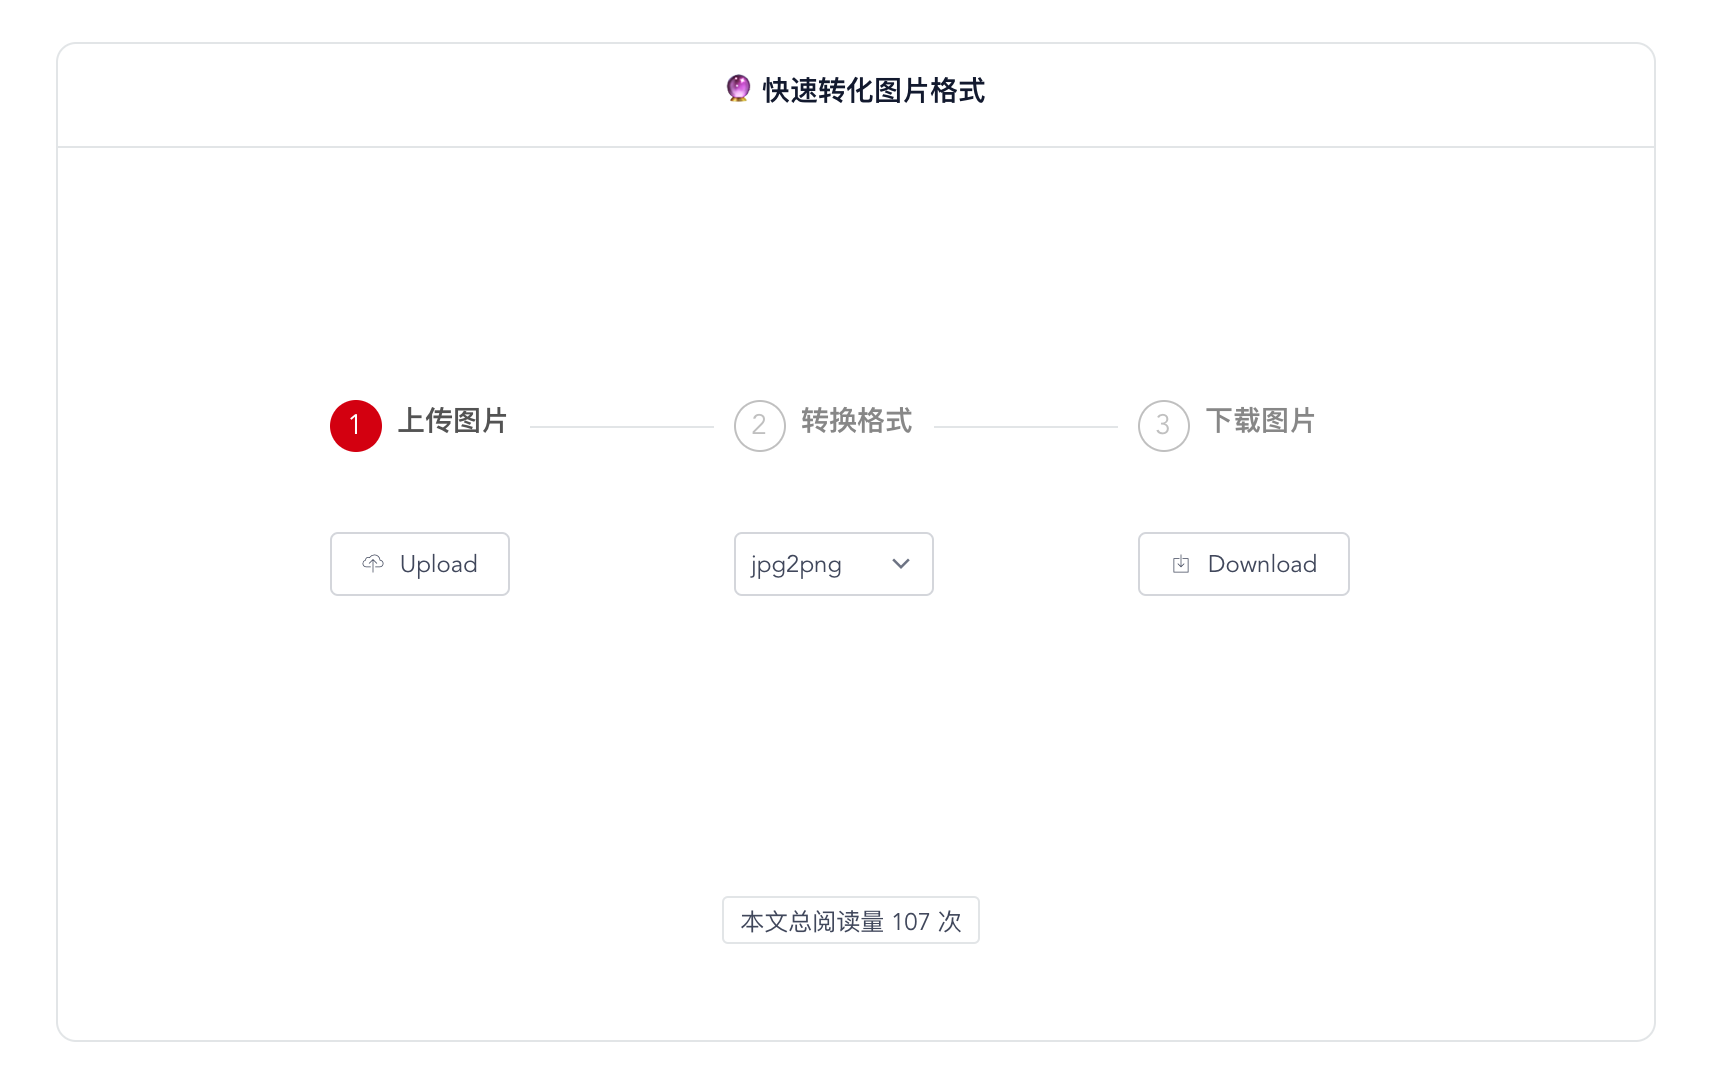 🔮 快速转化图片格式
1 上传图片
2 转换格式
3 下载图片
Upload
jpg2png
Download
本文总阅读量 107 次